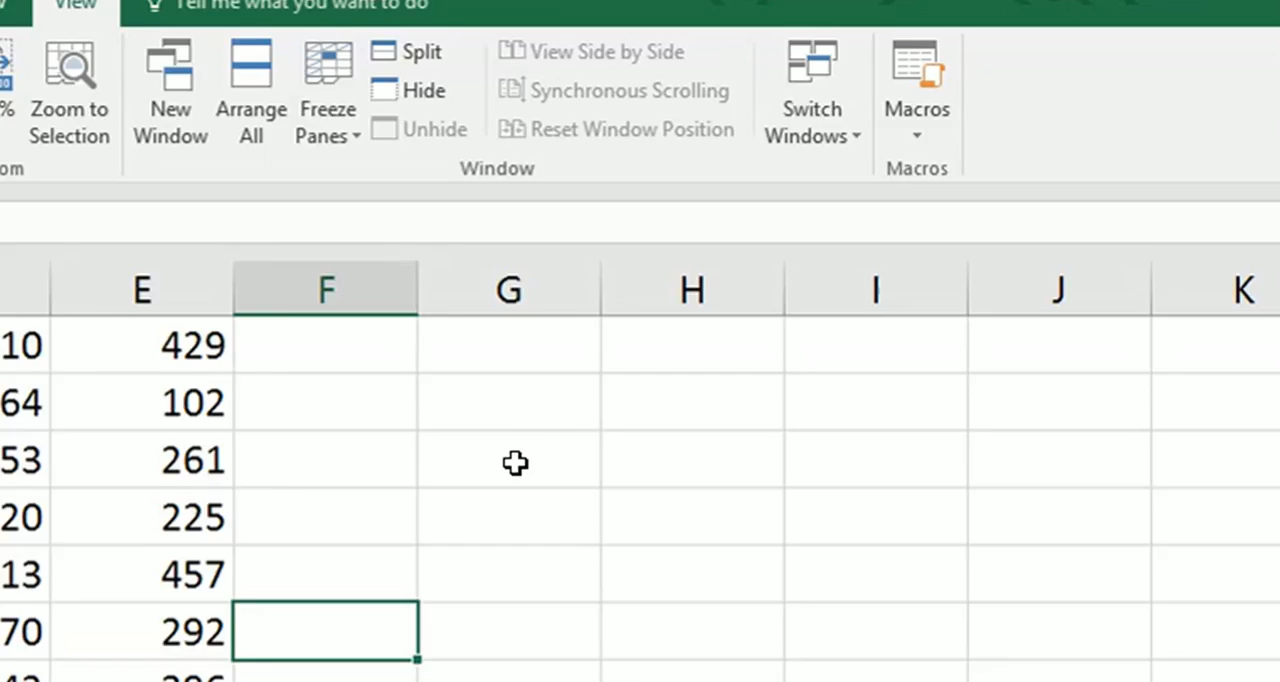 View Tell me what you want to do
Split View Side by Side
% Zoom to New Arrange Freeze Hide Synchronous Scrolling Switch Macros
Selection Window All Panes Unhide Reset Window Position Windows
om Window Macros
E F G H I J K
10 429
64 102
53 261
20 225
13 457
70 292